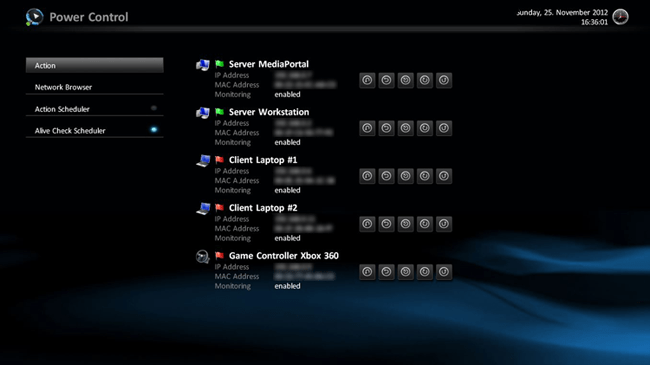 Power Control
Sunday, 25. November 2012
16:36:01
Action
Network Browser
Action Scheduler
Alive Check Scheduler
Server MediaPortal
IP Address
MAC Address
Monitoring enabled
Server Workstation
IP Address
MAC Address
Monitoring enabled
Client Laptop #1
IP Address
MAC Address
Monitoring enabled
Client Laptop #2
IP Address
MAC Address
Monitoring enabled
Game Controller Xbox 360
IP Address
MAC Address
Monitoring enabled